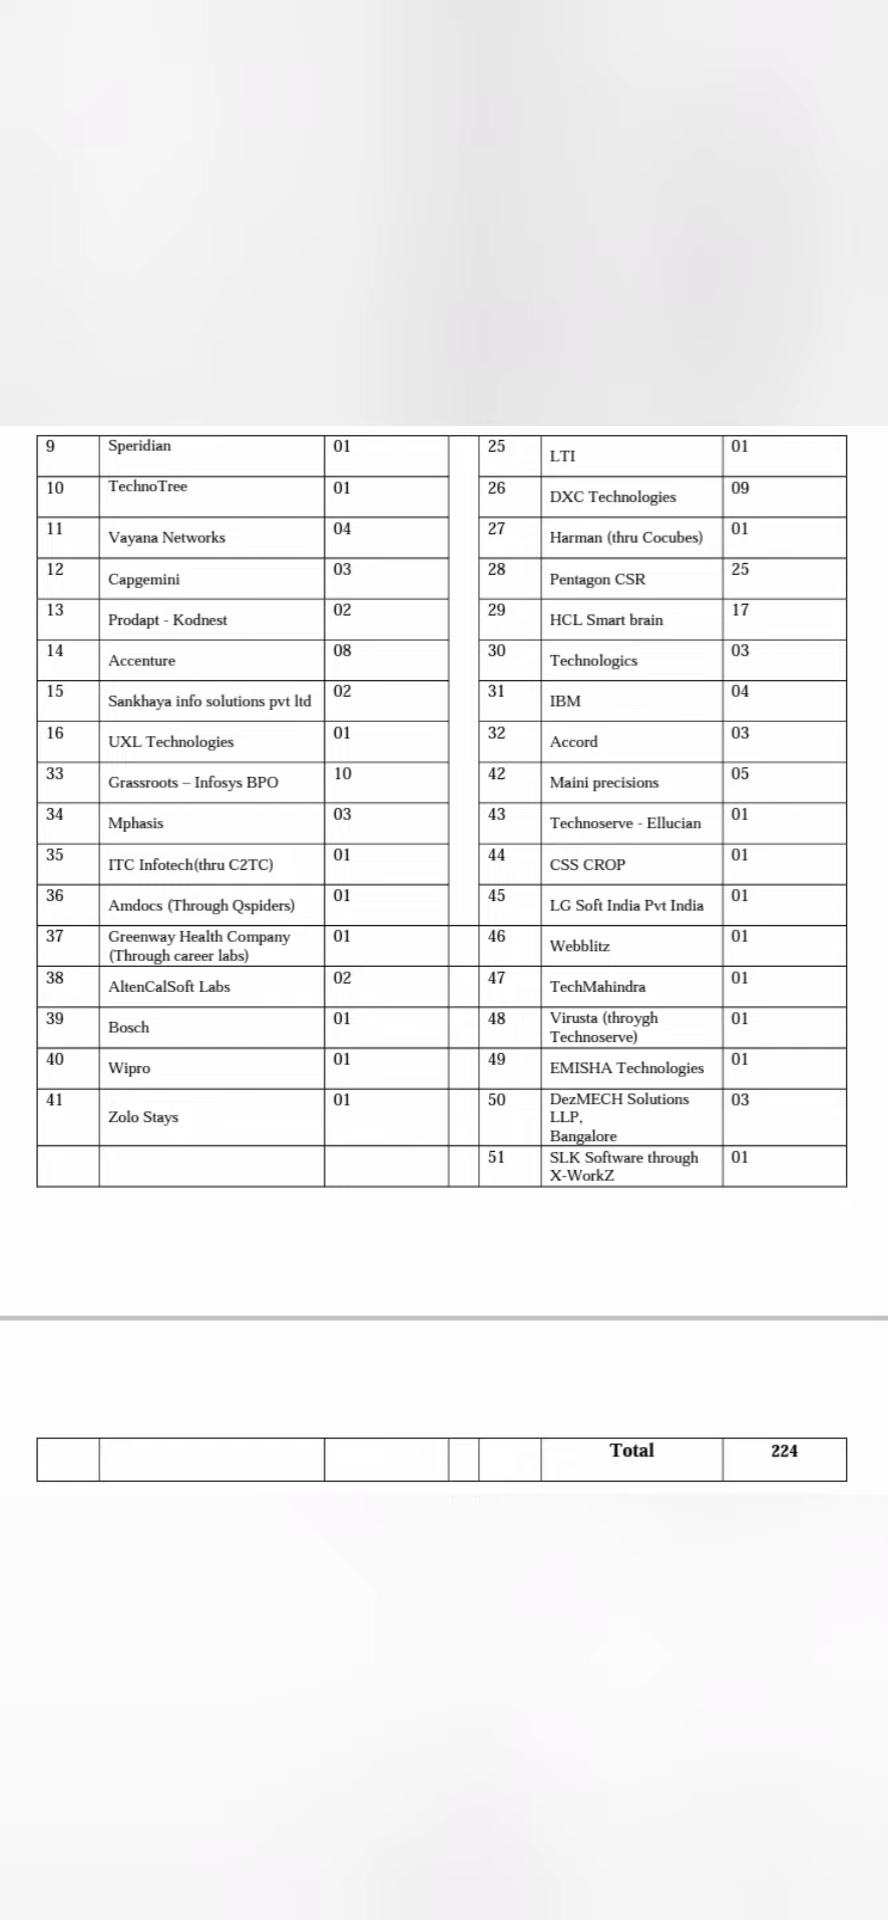 9 Speridian 01 25 LTI 01
10 TechnoTree 01 26 DXC Technologies 09
11 Vayana Networks 04 27 Harman (thru Cocubes) 01
12 Capgemini 03 28 Pentagon CSR 25
13 Prodapt - Kodnest 02 29 HCL Smart brain 17
14 Accenture 08 30 Technologics 03
15 Sankhaya info solutions pvt ltd 02 31 IBM 04
16 UXL Technologies 01 32 Accord 03
33 Grassroots – Infosys BPO 10 42 Maini precisions 05
34 Mphasis 03 43 Technoserve - Ellucian 01
35 ITC Infotech(thru C2TC) 01 44 CSS CROP 01
36 Amdocs (Through Qspiders) 01 45 LG Soft India Pvt India 01
37 Greenway Health Company 01 46 Webblitz 01
(Through career labs)
38 AltenCalSoft Labs 02 47 TechMahindra 01
39 Bosch 01 48 Virusta (throygh 01
Technoserve)
40 Wipro 01 49 EMISHA Technologies 01
41 Zolo Stays 01 50 DezMECH Solutions 03
LLP,
Bangalore
51 SLK Software through 01
X-WorkZ
Total 224